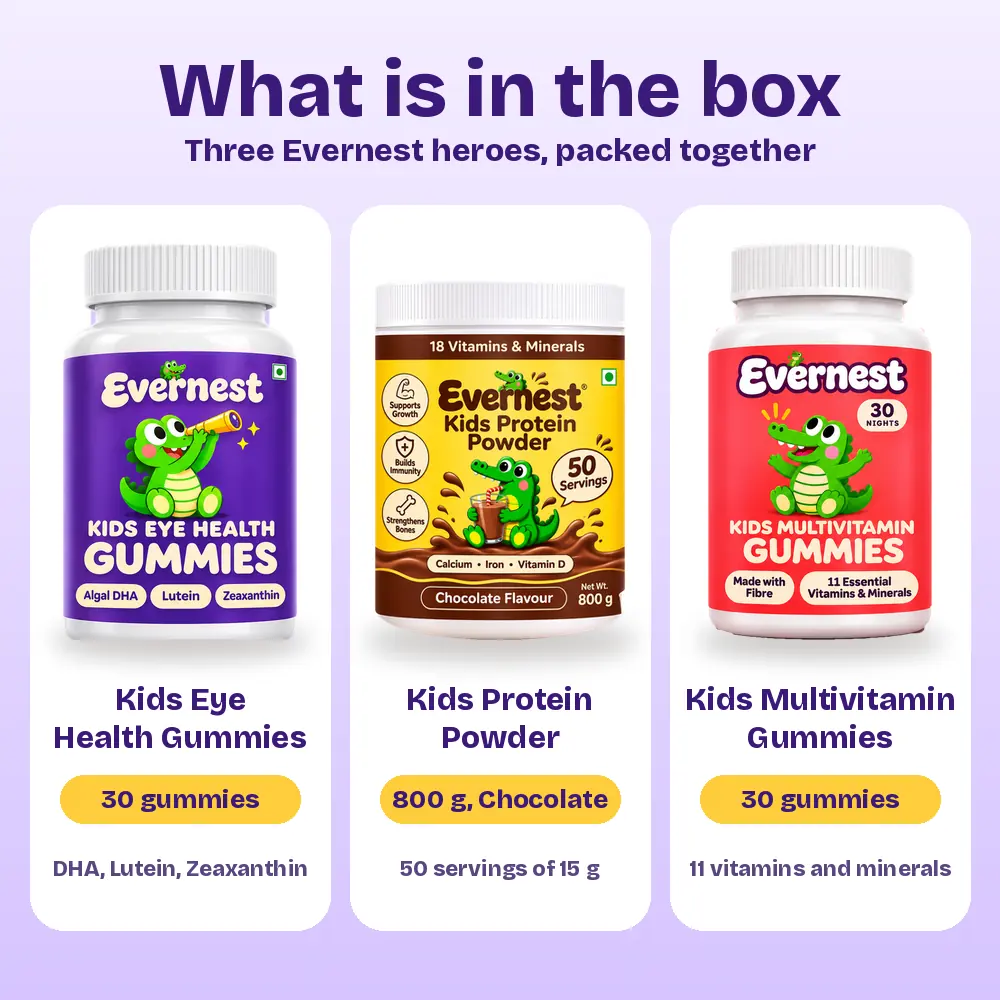 What is in the box
Three Evernest heroes, packed together
Evernest
KIDS EYE HEALTH
GUMMIES
Algal DHA
Lutein
Zeaxanthin
Kids Eye
Health Gummies
30 gummies
DHA, Lutein, Zeaxanthin
18 Vitamins & Minerals
Supports
Growth
Builds
Immunity
Strengthens
Bones
Evernest®
Kids Protein
Powder
50
Servings
Calcium • Iron • Vitamin D
Chocolate Flavour
Net Wt.
800 g
Kids Protein
Powder
800 g, Chocolate
50 servings of 15 g
Evernest
30
NIGHTS
KIDS MULTIVITAMIN
GUMMIES
Made with
Fibre
11 Essential
Vitamins & Minerals
Kids Multivitamin
Gummies
30 gummies
11 vitamins and minerals